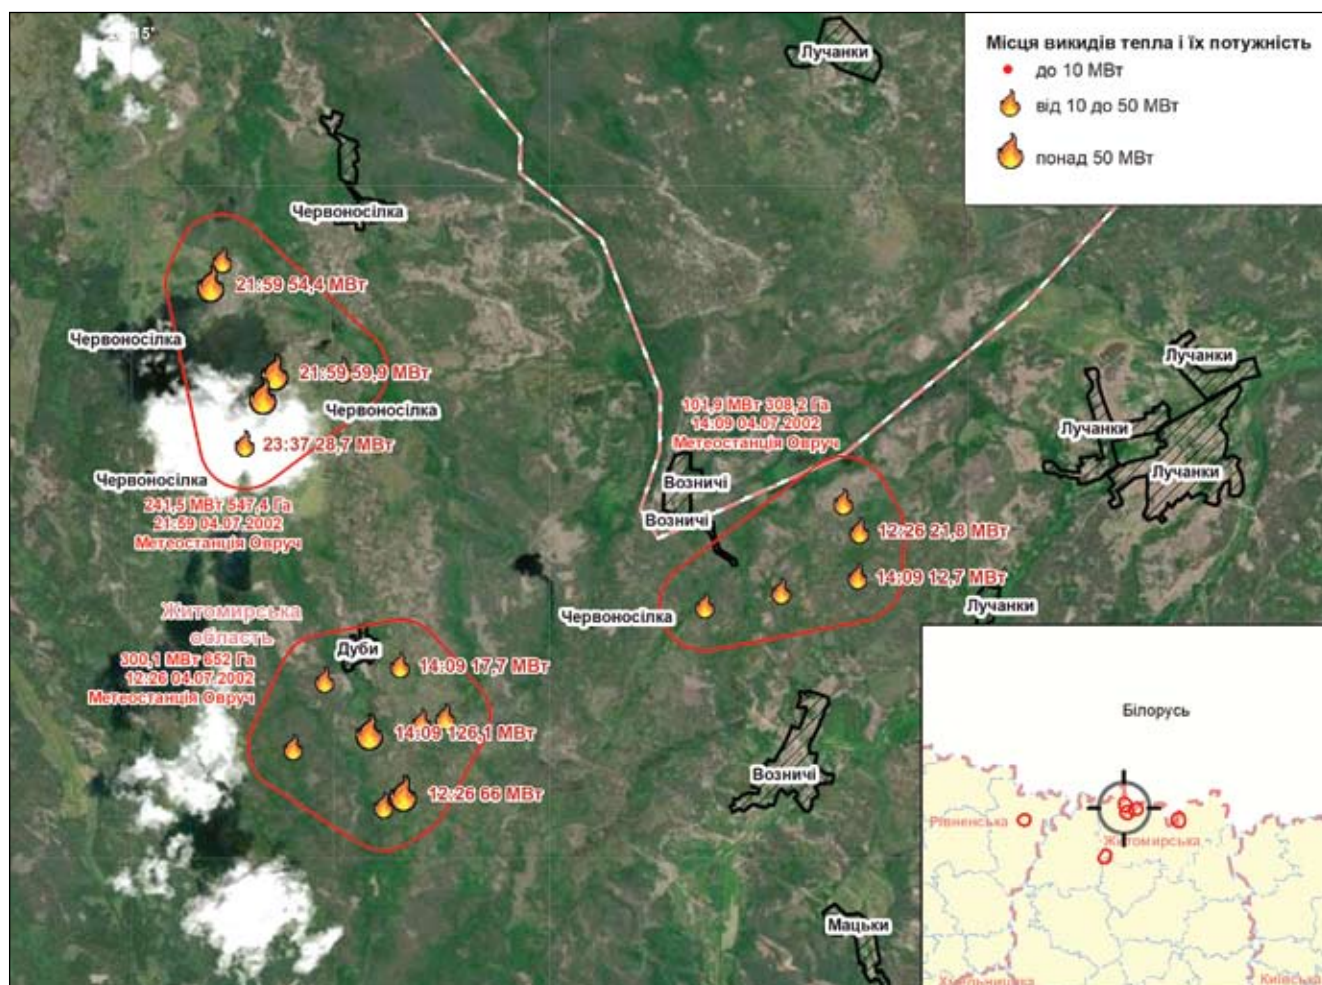 15°
Лучанки
Місця викидів тепла і їх потужність
до 10 МВт
від 10 до 50 МВт
понад 50 МВт
Червоносілка
21:59 54,4 МВт
Червоносілка
21:59 59,9 МВт
Червоносілка
23:37 28,7 МВт
Червоносілка
241,5 МВт 547,4 Га
21:59 04.07.2002
Метеостанція Овруч
101,9 МВт 308,2 Га
14:09 04.07.2002
Метеостанція Овруч
Лучанки
Лучанки
Лучанки
Возничі
Возничі
12:26 21,8 МВт
14:09 12,7 МВт
Червоносілка
Лучанки
Житомирська
область
300,1 МВт 652 Га
12:26 04.07.2002
Метеостанція Овруч
Дуби
14:09 17,7 МВт
14:09 126,1 МВт
12:26 66 МВт
Возничі
Мацьки
Білорусь
Рівненська
Житомирська
Хмельницька
Київська